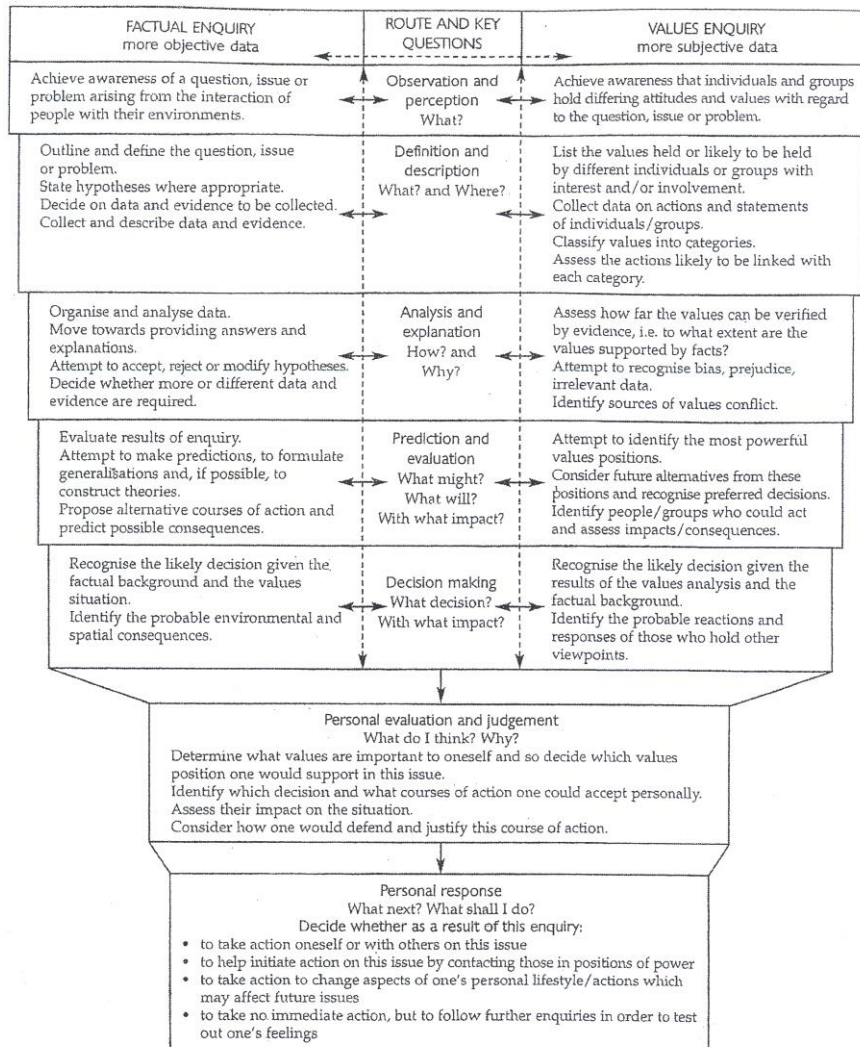 FACTUAL ENQUIRY
more objective data
ROUTE AND KEY
QUESTIONS
VALUES ENQUIRY
more subjective data
Achieve awareness of a question, issue or
problem arising from the interaction of
people with their environments.
Observation and
perception
What?
Achieve awareness that individuals and groups
hold differing attitudes and values with regard
to the question, issue or problem.
Outline and define the question, issue
or problem.
State hypotheses where appropriate.
Decide on data and evidence to be collected.
Collect and describe data and evidence.
Definition and
description
What? and Where?
List the values held or likely to be held
by different individuals or groups with
interest and/or involvement.
Collect data on actions and statements
of individuals/groups.
Classify values into categories.
Assess the actions likely to be linked with
each category.
Organise and analyse data.
Move towards providing answers and
explanations.
Attempt to accept, reject or modify hypotheses.
Decide whether more or different data and
evidence are required.
Analysis and
explanation
How? and
Why?
Assess how far the values can be verified
by evidence, i.e. to what extent are the
values supported by facts?
Attempt to recognise bias, prejudice,
irrelevant data.
Identify sources of values conflict.
Evaluate results of enquiry.
Attempt to make predictions, to formulate
generalisations and, if possible, to
construct theories.
Propose alternative courses of action and
predict possible consequences.
Prediction and
evaluation
What might?
What will?
With what impact?
Attempt to identify the most powerful
values positions.
Consider future alternatives from these
positions and recognise preferred decisions.
Identify people/groups who could act
and assess impacts/consequences.
Recognise the likely decision given the
factual background and the values
situation.
Identify the probable environmental and
spatial consequences.
Decision making
What decision?
With what impact?
Recognise the likely decision given the
results of the values analysis and the
factual background.
Identify the probable reactions and
responses of those who hold other
viewpoints.
Personal evaluation and judgement
What do I think? Why?
Determine what values are important to oneself and so decide which values
position one would support in this issue.
Identify which decision and what courses of action one could accept personally.
Assess their impact on the situation.
Consider how one would defend and justify this course of action.
Personal response
What next? What shall I do?
Decide whether as a result of this enquiry:
• to take action oneself or with others on this issue
• to help initiate action on this issue by contacting those in positions of power
• to take action to change aspects of one's personal lifestyle/actions which
may affect future issues
• to take no immediate action, but to follow further enquiries in order to test
out one's feelings